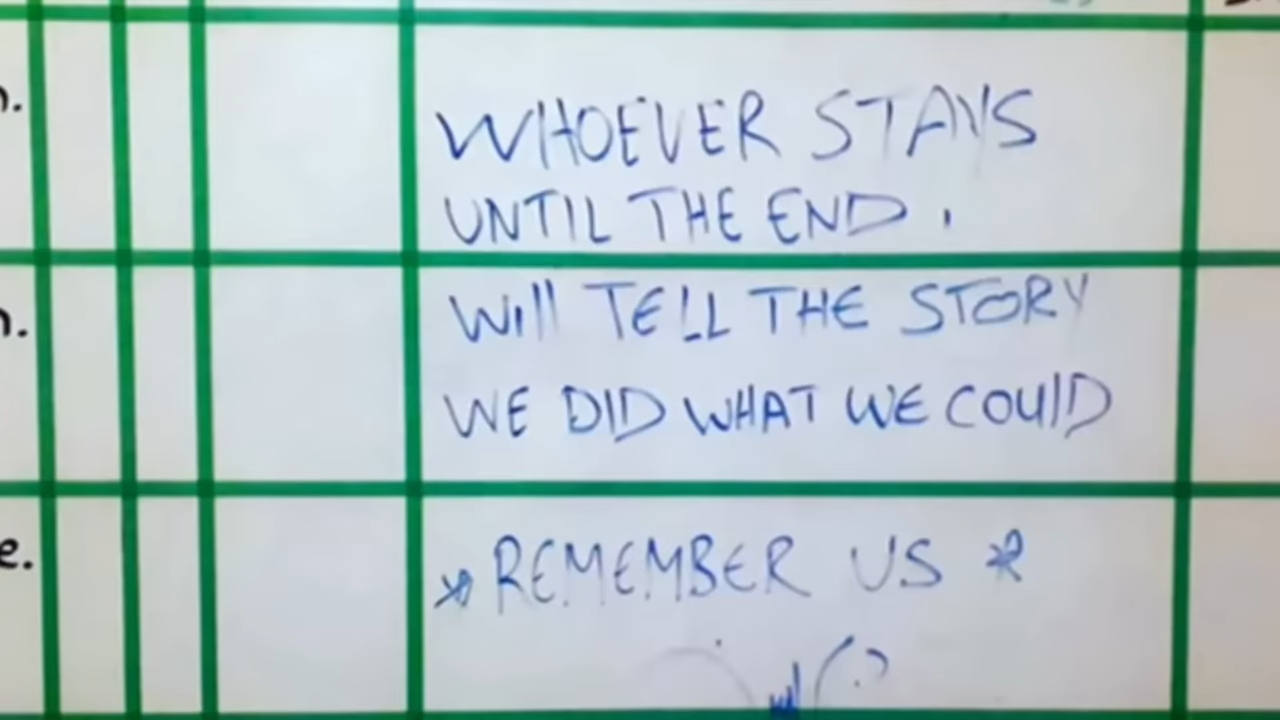 WHOEVER STAYS
UNTIL THE END.
Will TELL THE STORY
WE DID WHAT WE COUlD
*REMEMBER US *